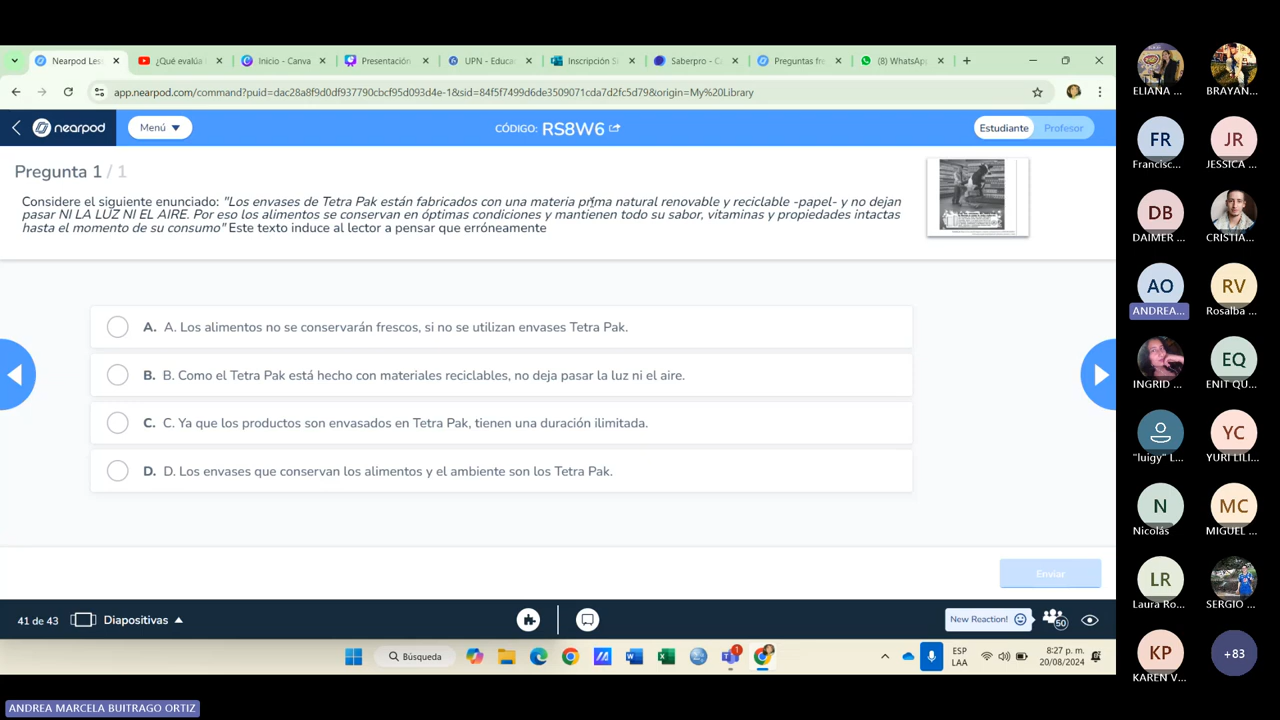 Nearpod Les
¿Qué evalúa l
Inicio - Canva
Presentación
UPN - Educa
Inscripción Si
Saberpro - C
Preguntas fre
(8) WhatsApp
app.nearpod.com/command?puid=dac28a8f9d0df937790cbcf95d093d4e-1&sid=84f5f7499d6de3509071cda7d2fc5d79&origin=My%20Library
nearpod
Menú
CÓDIGO: RS8W6
Estudiante
Profesor
Pregunta 1 / 1
Considere el siguiente enunciado: "Los envases de Tetra Pak están fabricados con una materia prima natural renovable y reciclable -papel- y no dejan
pasar NI LA LUZ NI EL AIRE. Por eso los alimentos se conservan en óptimas condiciones y mantienen todo su sabor, vitaminas y propiedades intactas
hasta el momento de su consumo" Este texto induce al lector a pensar que erróneamente
A. A. Los alimentos no se conservarán frescos, si no se utilizan envases Tetra Pak.
B. B. Como el Tetra Pak está hecho con materiales reciclables, no deja pasar la luz ni el aire.
C. C. Ya que los productos son envasados en Tetra Pak, tienen una duración ilimitada.
D. D. Los envases que conservan los alimentos y el ambiente son los Tetra Pak.
Enviar
41 de 43
Diapositivas
New Reaction!
50
Búsqueda
1
ESP
LAA
8:27 p. m.
20/08/2024
ELIANA ...
BRAYAN...
FR
Francisc...
JR
JESSICA ...
DB
DAIMER ...
CRISTIA...
AO
ANDREA...
RV
Rosalba ...
INGRID ...
EQ
ENIT QU...
"luigy" L...
YC
YURI LILI...
N
Nicolás
MC
MIGUEL ...
LR
Laura Ro...
SERGIO ...
KP
KAREN V...
+83
ANDREA MARCELA BUITRAGO ORTIZ